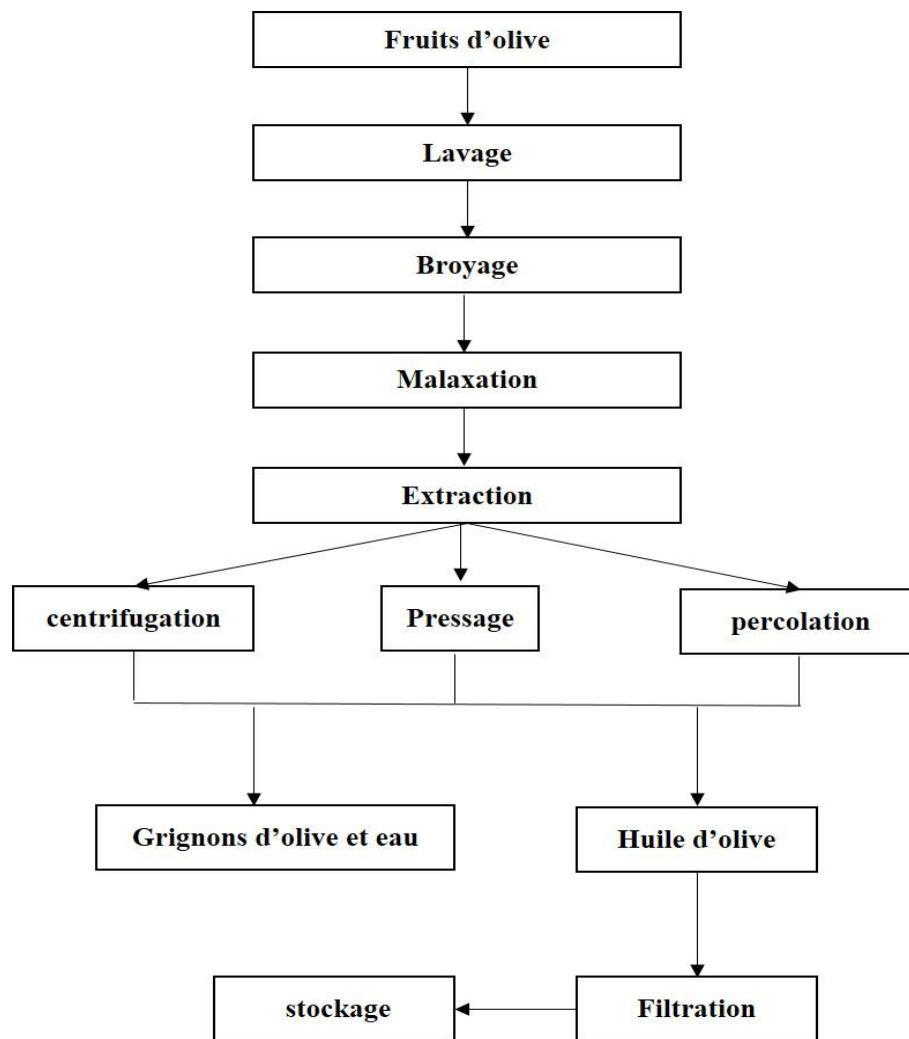 Fruits d’olive
Lavage
Broyage
Malaxation
Extraction
centrifugation
Pressage
percolation
Grignons d’olive et eau
Huile d’olive
stockage
Filtration